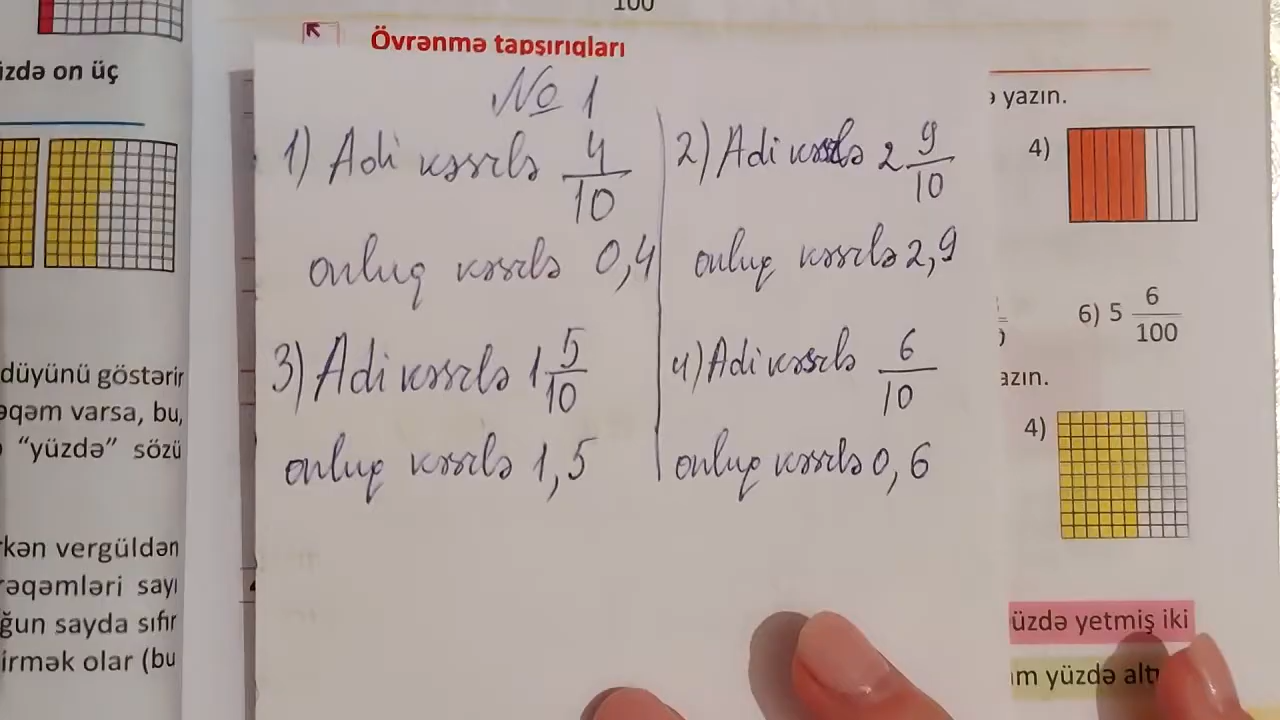 100
Öyrənmə tapşırıqları
№ 1
1) Adi kəsrlə 4/10
onluq kəsrlə 0,4
2) Adi kəsrlə 2 9/10
onluq kəsrlə 2,9
3) Adi kəsrlə 1 5/10
onluq kəsrlə 1,5
4) Adi kəsrlə 6/10
onluq kəsrlə 0,6
üzdə on üç
düyünü göstərir
rəqəm varsa, bu,
“yüzdə” sözü
rkən vergüldən
rəqəmləri sayı
ğun sayda sıfır
irmək olar (bu
ə yazın.
4)
6) 5 6/100
azın.
4)
üzdə yetmiş iki
m yüzdə altı